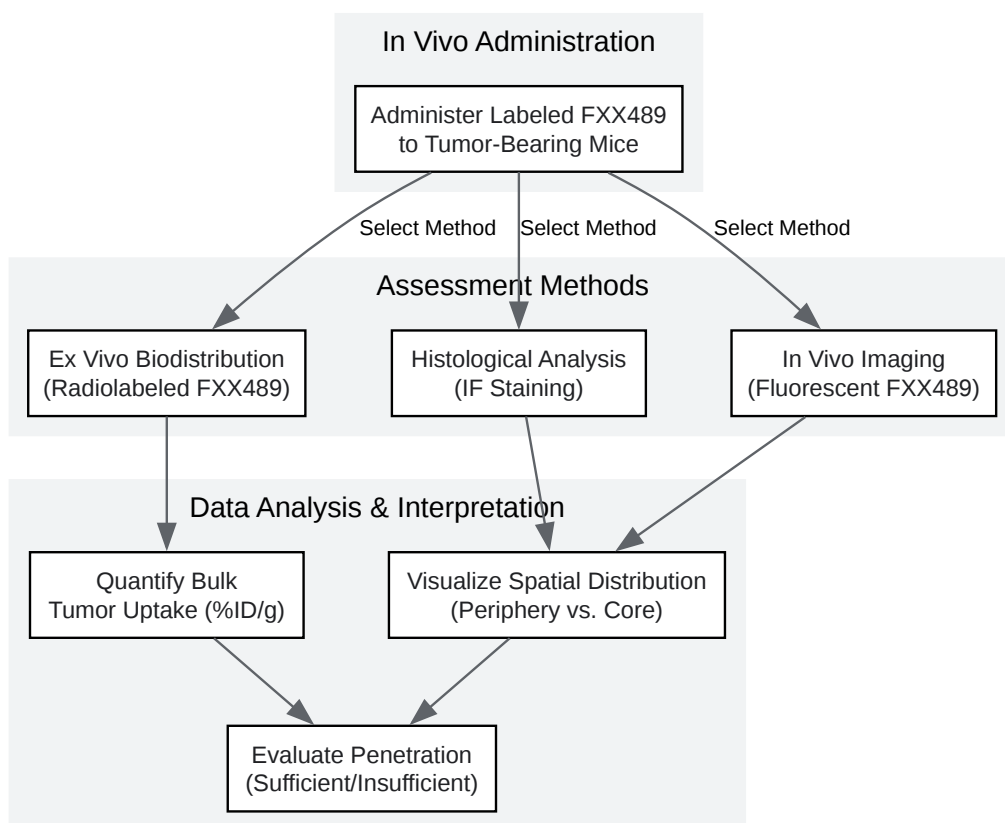 In Vivo Administration
Administer Labeled FXX489
to Tumor-Bearing Mice
Select Method
Select Method
Select Method
Assessment Methods
Ex Vivo Biodistribution
(Radiolabeled FXX489)
Histological Analysis
(IF Staining)
In Vivo Imaging
(Fluorescent FXX489)
Data Analysis & Interpretation
Quantify Bulk
Tumor Uptake (%ID/g)
Visualize Spatial Distribution
(Periphery vs. Core)
Evaluate Penetration
(Sufficient/Insufficient)